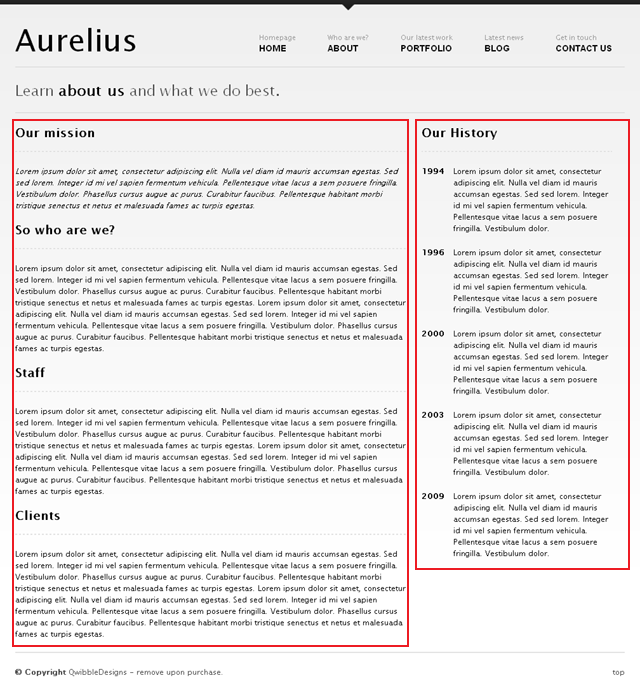 Aurelius
Homepage
HOME
Who are we?
ABOUT
Our latest work
PORTFOLIO
Latest news
BLOG
Get in touch
CONTACT US
Learn about us and what we do best.
Our mission
Lorem ipsum dolor sit amet, consectetur adipiscing elit. Nulla vel diam id mauris accumsan egestas. Sed
sed lorem. Integer id mi vel sapien fermentum vehicula. Pellentesque vitae lacus a sem posuere fringilla.
Vestibulum dolor. Phasellus cursus augue ac purus. Curabitur faucibus. Pellentesque habitant morbi
tristique senectus et netus et malesuada fames ac turpis egestas.
So who are we?
Lorem ipsum dolor sit amet, consectetur adipiscing elit. Nulla vel diam id mauris accumsan egestas. Sed
sed lorem. Integer id mi vel sapien fermentum vehicula. Pellentesque vitae lacus a sem posuere fringilla.
Vestibulum dolor. Phasellus cursus augue ac purus. Curabitur faucibus. Pellentesque habitant morbi
tristique senectus et netus et malesuada fames ac turpis egestas. Lorem ipsum dolor sit amet, consectetur
adipiscing elit. Nulla vel diam id mauris accumsan egestas. Sed sed lorem. Integer id mi vel sapien
fermentum vehicula. Pellentesque vitae lacus a sem posuere fringilla. Vestibulum dolor. Phasellus cursus
augue ac purus. Curabitur faucibus. Pellentesque habitant morbi tristique senectus et netus et malesuada
fames ac turpis egestas.
Staff
Lorem ipsum dolor sit amet, consectetur adipiscing elit. Nulla vel diam id mauris accumsan egestas. Sed
sed lorem. Integer id mi vel sapien fermentum vehicula. Pellentesque vitae lacus a sem posuere fringilla.
Vestibulum dolor. Phasellus cursus augue ac purus. Curabitur faucibus. Pellentesque habitant morbi
tristique senectus et netus et malesuada fames ac turpis egestas. Lorem ipsum dolor sit amet, consectetur
adipiscing elit. Nulla vel diam id mauris accumsan egestas. Sed sed lorem. Integer id mi vel sapien
fermentum vehicula. Pellentesque vitae lacus a sem posuere fringilla. Vestibulum dolor. Phasellus cursus
augue ac purus. Curabitur faucibus. Pellentesque habitant morbi tristique senectus et netus et malesuada
fames ac turpis egestas.
Clients
Lorem ipsum dolor sit amet, consectetur adipiscing elit. Nulla vel diam id mauris accumsan egestas. Sed
sed lorem. Integer id mi vel sapien fermentum vehicula. Pellentesque vitae lacus a sem posuere fringilla.
Vestibulum dolor. Phasellus cursus augue ac purus. Curabitur faucibus. Pellentesque habitant morbi
tristique senectus et netus et malesuada fames ac turpis egestas. Lorem ipsum dolor sit amet, consectetur
adipiscing elit. Nulla vel diam id mauris accumsan egestas. Sed sed lorem. Integer id mi vel sapien
fermentum vehicula. Pellentesque vitae lacus a sem posuere fringilla. Vestibulum dolor. Phasellus cursus
augue ac purus. Curabitur faucibus. Pellentesque habitant morbi tristique senectus et netus et malesuada
fames ac turpis egestas.
Our History
1994 Lorem ipsum dolor sit amet, consectetur
adipiscing elit. Nulla vel diam id mauris
accumsan egestas. Sed sed lorem. Integer
id mi vel sapien fermentum vehicula.
Pellentesque vitae lacus a sem posuere
fringilla. Vestibulum dolor.
1996 Lorem ipsum dolor sit amet, consectetur
adipiscing elit. Nulla vel diam id mauris
accumsan egestas. Sed sed lorem. Integer
id mi vel sapien fermentum vehicula.
Pellentesque vitae lacus a sem posuere
fringilla. Vestibulum dolor.
2000 Lorem ipsum dolor sit amet, consectetur
adipiscing elit. Nulla vel diam id mauris
accumsan egestas. Sed sed lorem. Integer
id mi vel sapien fermentum vehicula.
Pellentesque vitae lacus a sem posuere
fringilla. Vestibulum dolor.
2003 Lorem ipsum dolor sit amet, consectetur
adipiscing elit. Nulla vel diam id mauris
accumsan egestas. Sed sed lorem. Integer
id mi vel sapien fermentum vehicula.
Pellentesque vitae lacus a sem posuere
fringilla. Vestibulum dolor.
2009 Lorem ipsum dolor sit amet, consectetur
adipiscing elit. Nulla vel diam id mauris
accumsan egestas. Sed sed lorem. Integer
id mi vel sapien fermentum vehicula.
Pellentesque vitae lacus a sem posuere
fringilla. Vestibulum dolor.
© Copyright QwibbleDesigns - remove upon purchase.
top